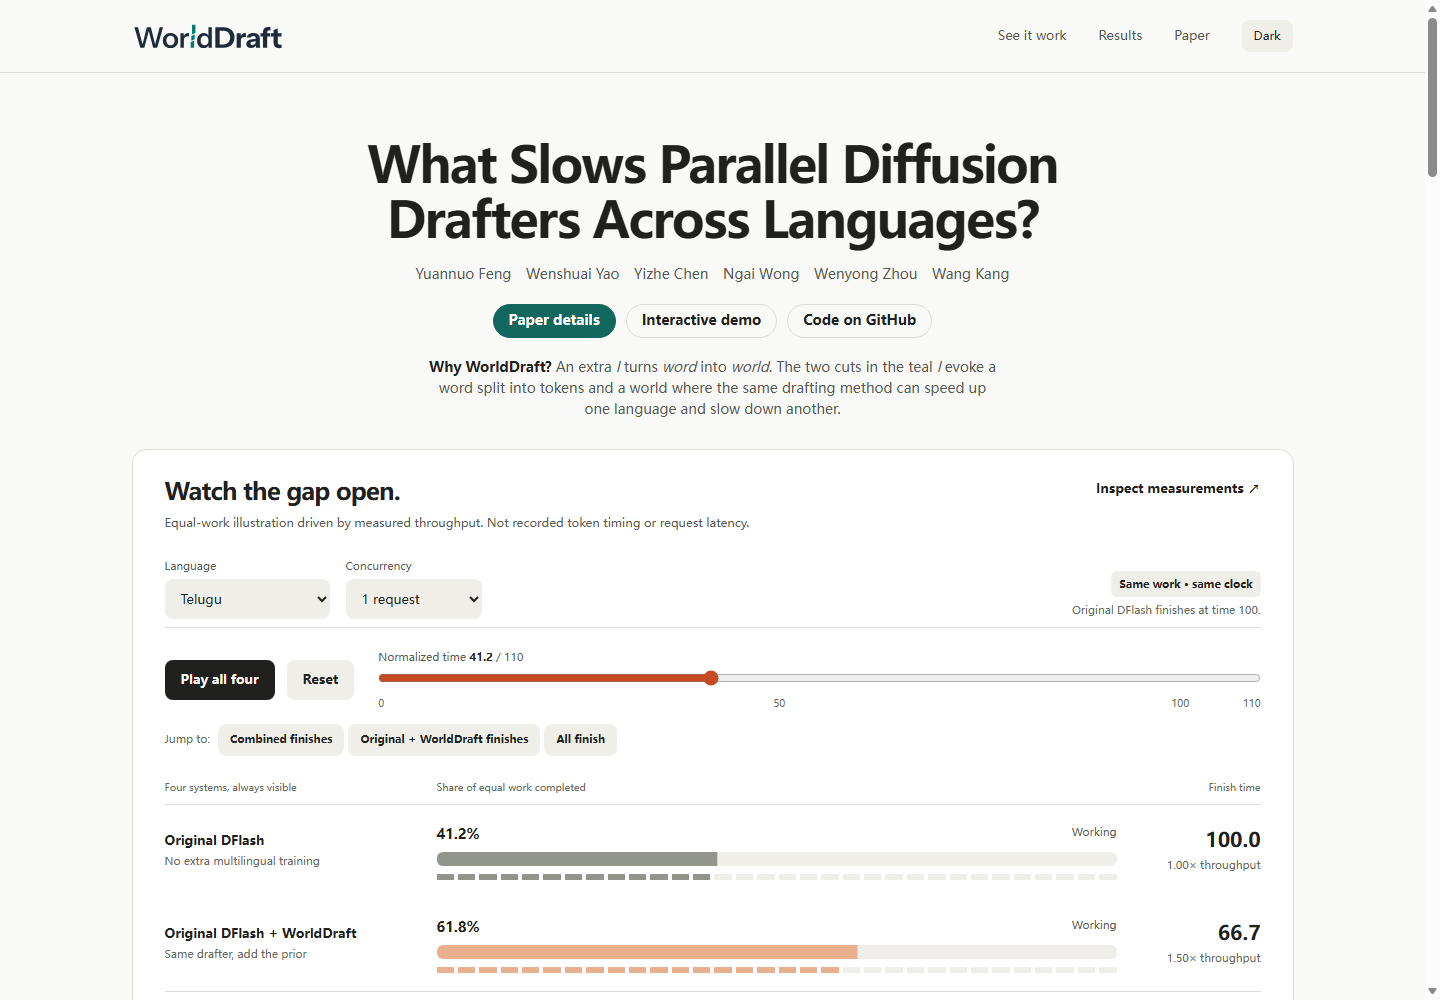 WorldDraft
See it work
Results
Paper
Dark
What Slows Parallel Diffusion
Drafters Across Languages?
Yuannuo Feng Wenshuai Yao Yizhe Chen Ngai Wong Wenyong Zhou Wang Kang
Paper details
Interactive demo
Code on GitHub
Why WorldDraft? An extra l turns word into world. The two cuts in the teal l evoke a
word split into tokens and a world where the same drafting method can speed up
one language and slow down another.
Watch the gap open.
Inspect measurements ↗
Equal-work illustration driven by measured throughput. Not recorded token timing or request latency.
Language
Concurrency
Telugu
1 request
Same work • same clock
Original DFlash finishes at time 100.
Play all four
Reset
Normalized time 41.2 / 110
0
50
100
110
Jump to:
Combined finishes
Original + WorldDraft finishes
All finish
Four systems, always visible
Share of equal work completed
Finish time
Original DFlash
No extra multilingual training
41.2%
Working
100.0
1.00× throughput
Original DFlash + WorldDraft
Same drafter, add the prior
61.8%
Working
66.7
1.50× throughput